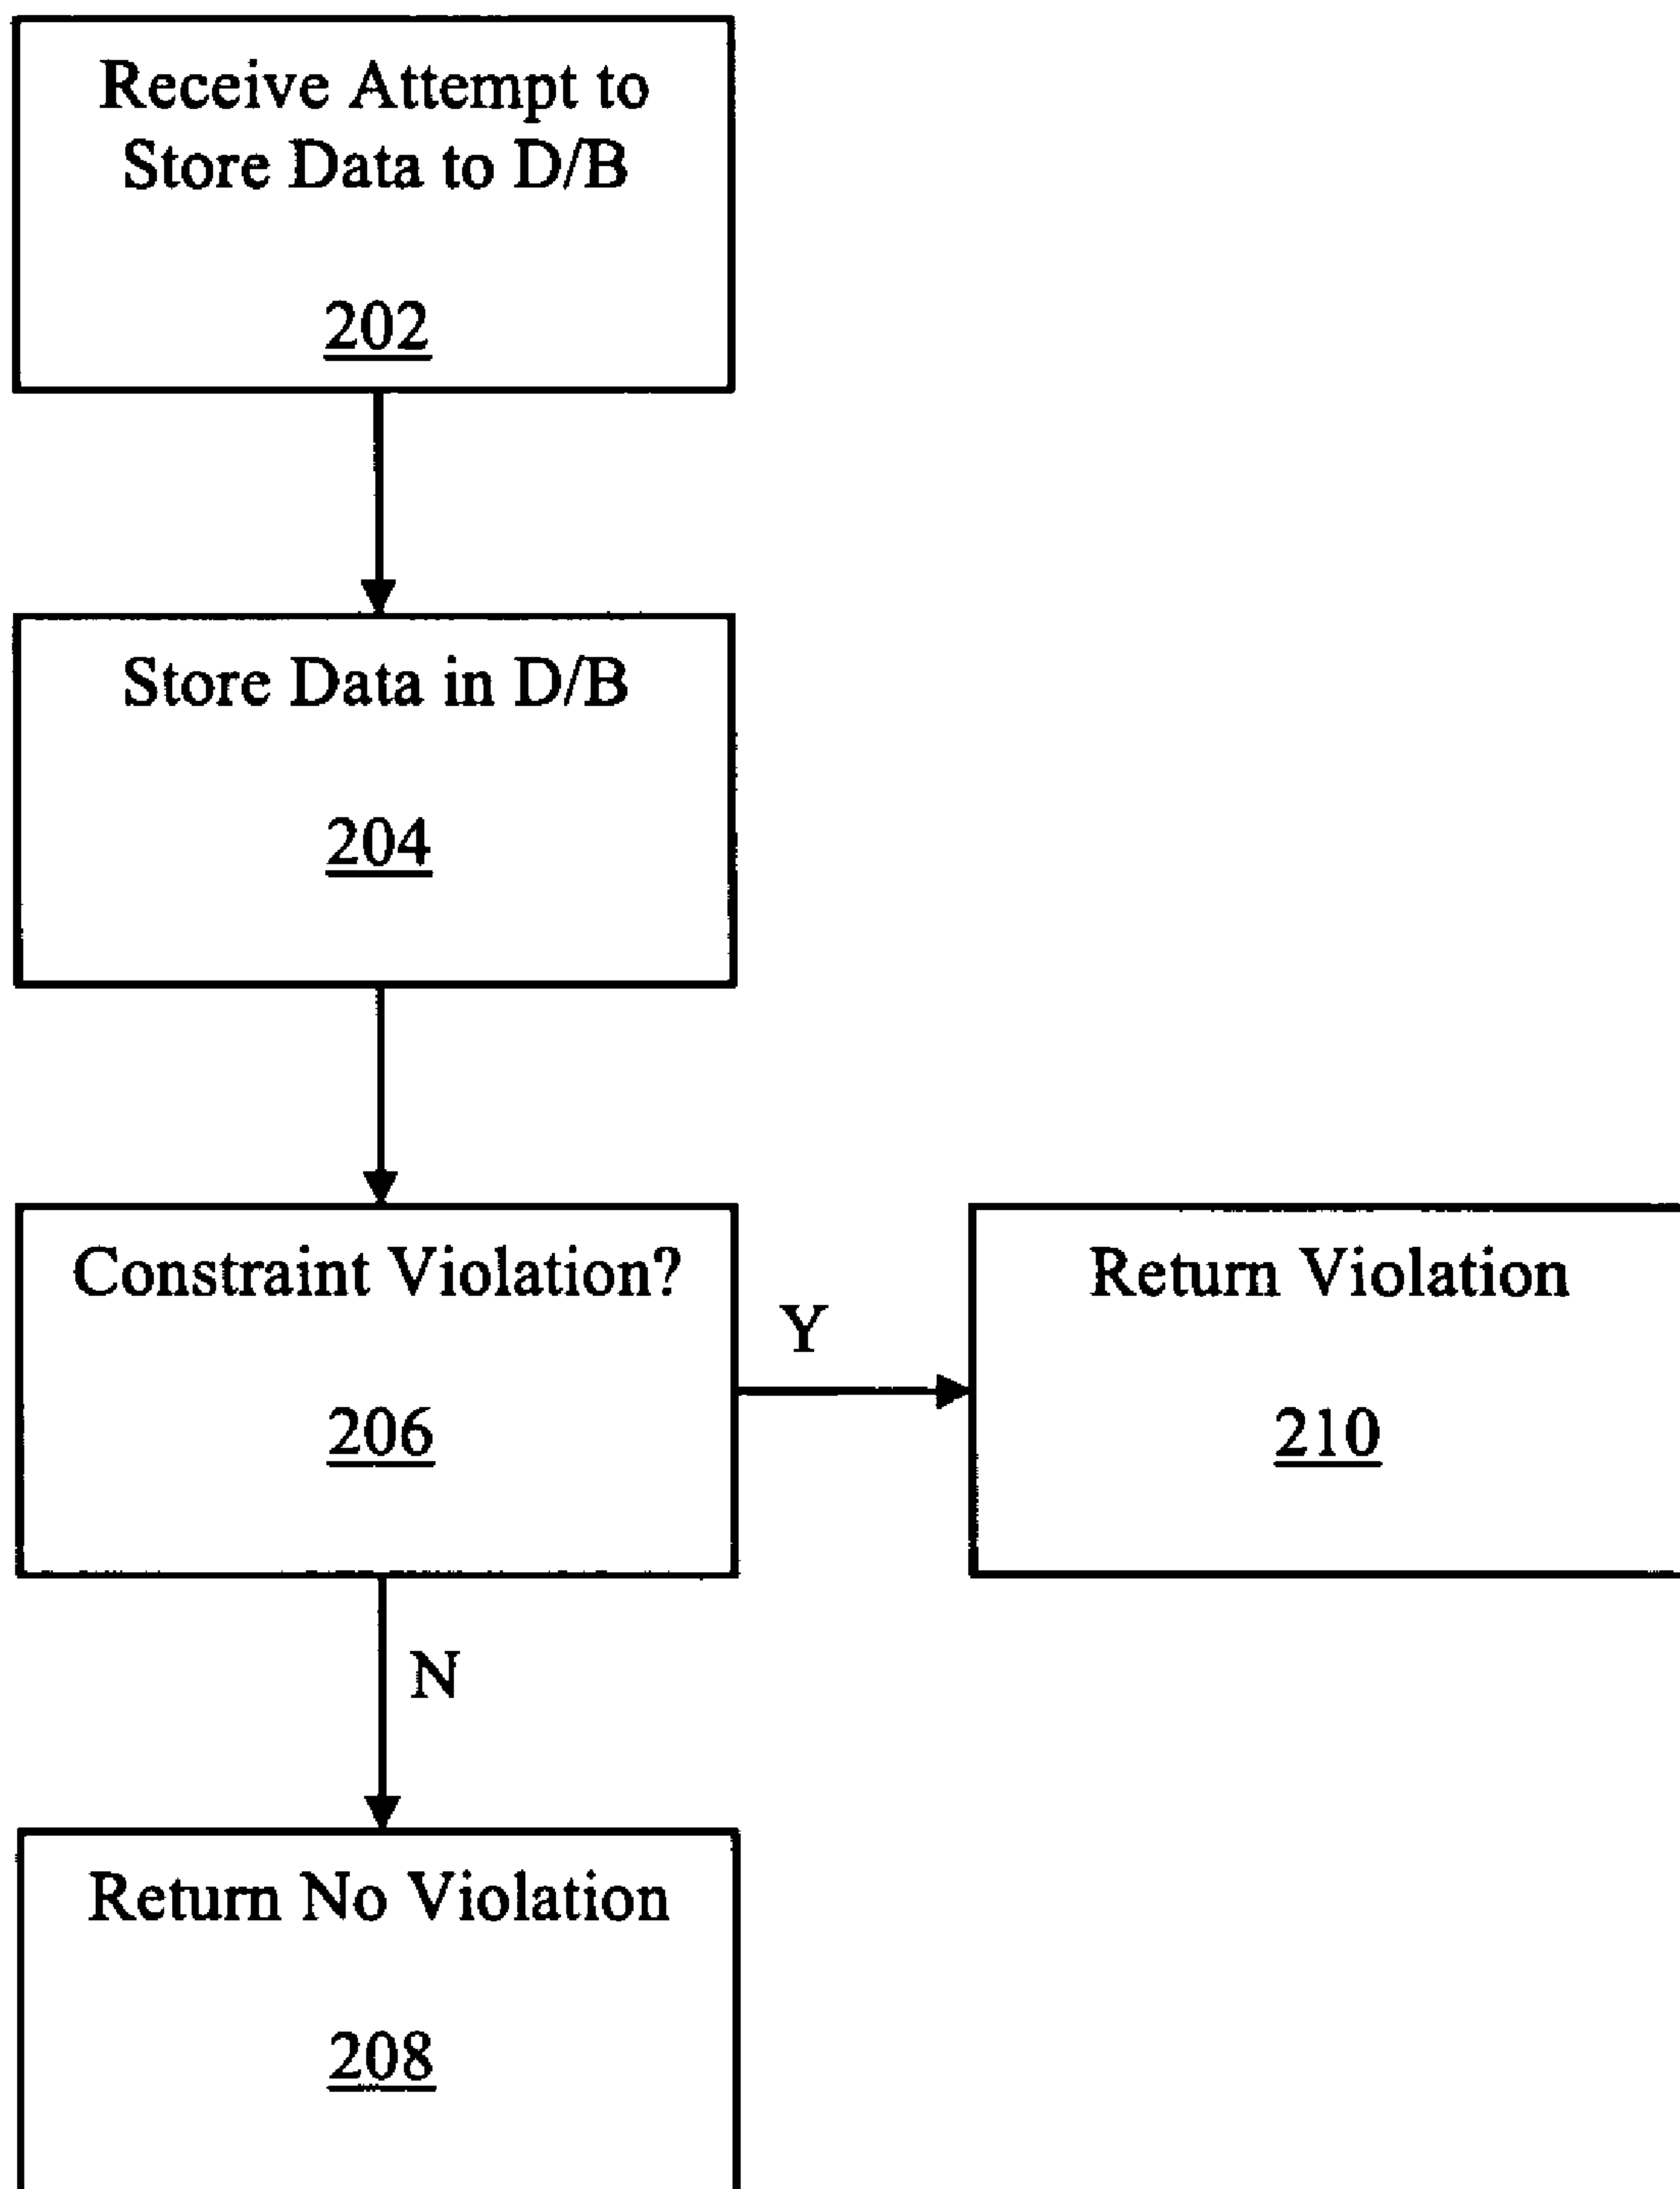 Receive Attempt to
Store Data to D/B
202
Store Data in D/B
204
Constraint Violation?
206
Y
Return Violation
210
N
Return No Violation
208